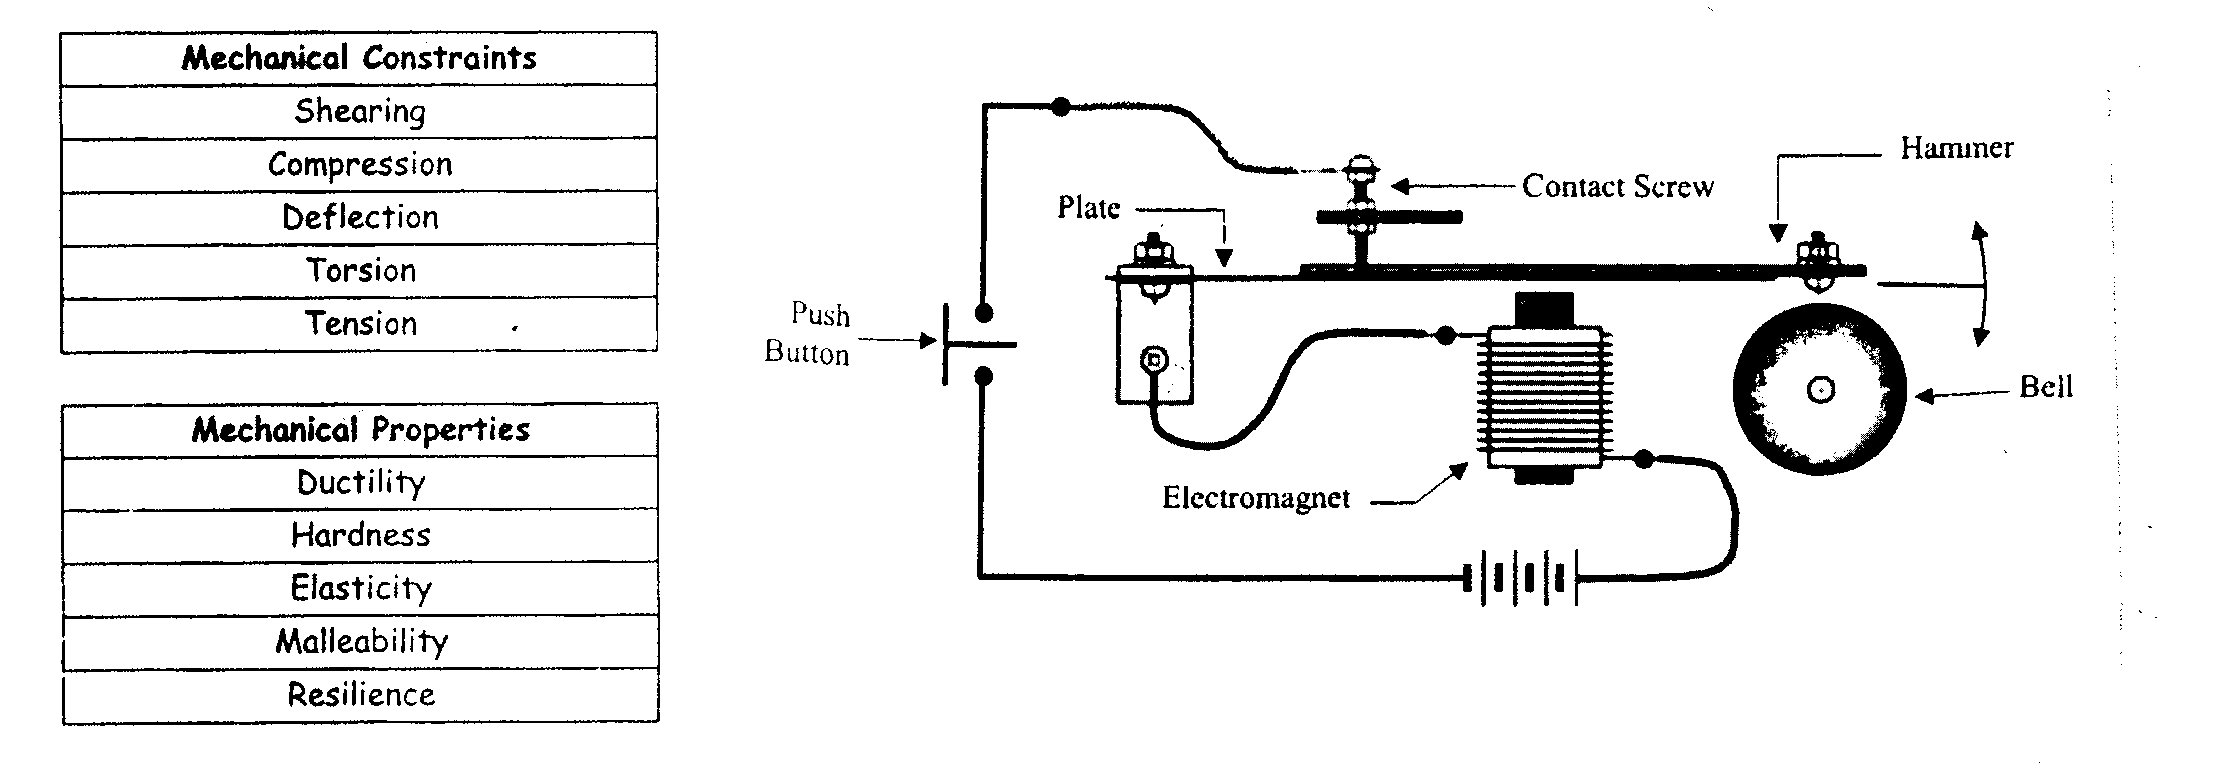 Mechanical Constraints
Shearing
Compression
Deflection
Torsion
Tension
Mechanical Properties
Ductility
Hardness
Elasticity
Malleability
Resilience
Hammer
Contact Screw
Plate
Push
Button
Bell
Electromagnet